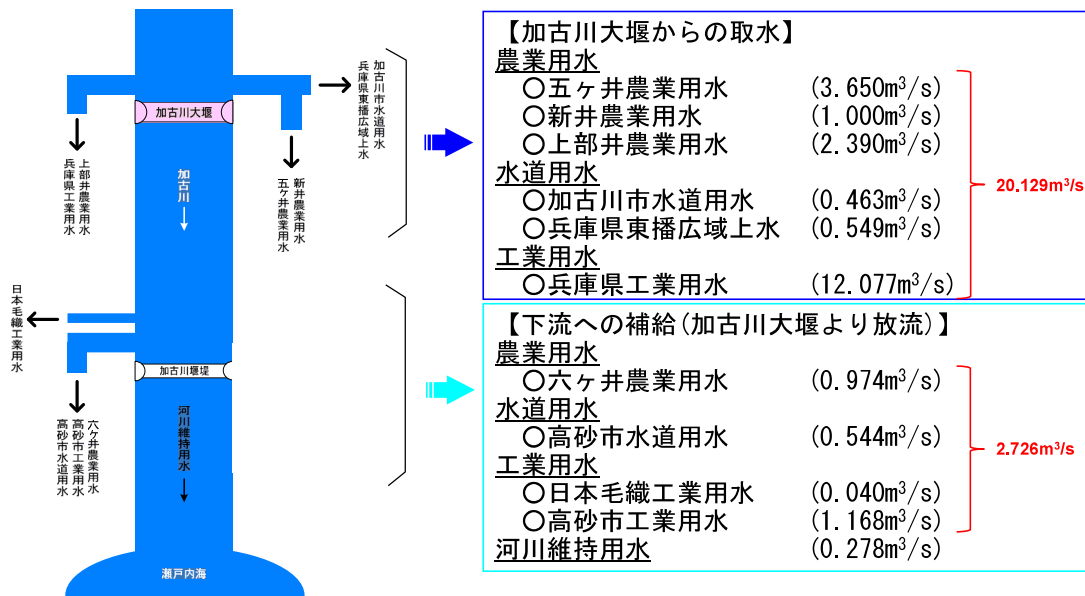 加古川大堰
加古川
上部井農業用水
兵庫県工業用水
新井農業用水
五ヶ井農業用水
加古川市水道用水
兵庫県東播広域上水
日本毛織工業用水
加古川堰堤
六ヶ井農業用水
高砂市工業用水
高砂市水道用水
河川維持用水
瀬戸内海
【加古川大堰からの取水】
農業用水
○五ヶ井農業用水 (3.650m³/s)
○新井農業用水 (1.000m³/s)
○上部井農業用水 (2.390m³/s)
水道用水
○加古川市水道用水 (0.463m³/s)
○兵庫県東播広域上水 (0.549m³/s)
工業用水
○兵庫県工業用水 (12.077m³/s)
20.129m³/s
【下流への補給(加古川大堰より放流)】
農業用水
○六ヶ井農業用水 (0.974m³/s)
水道用水
○高砂市水道用水 (0.544m³/s)
工業用水
○日本毛織工業用水 (0.040m³/s)
○高砂市工業用水 (1.168m³/s)
河川維持用水 (0.278m³/s)
2.726m³/s